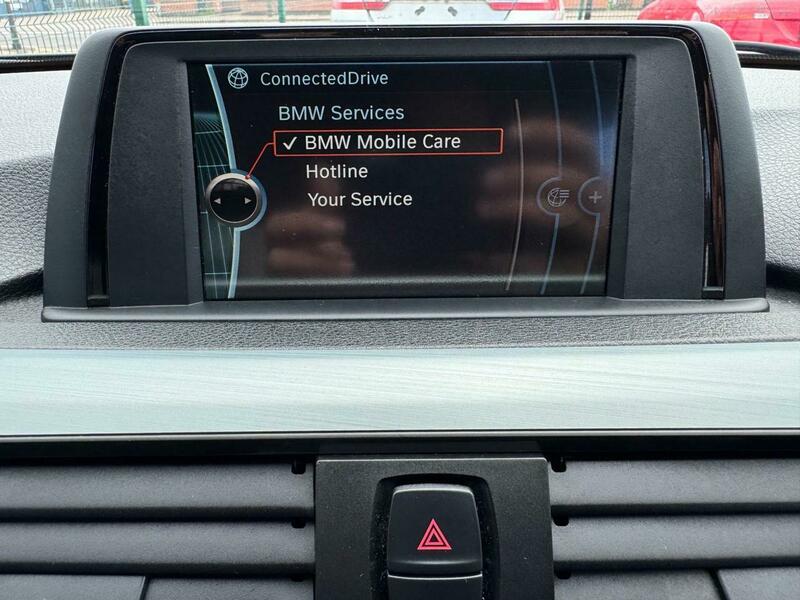 ConnectedDrive
BMW Services
✓ BMW Mobile Care
Hotline
Your Service